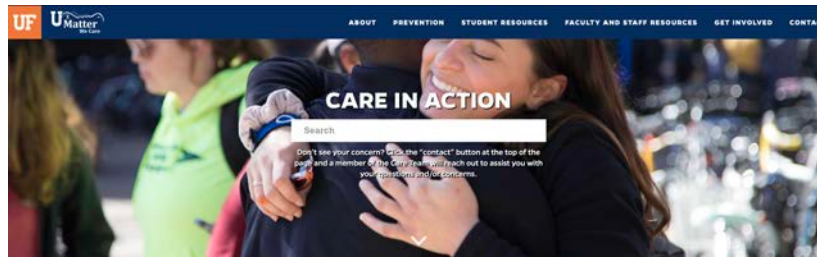 UF
U Matter
We Care
ABOUT PREVENTION STUDENT RESOURCES FACULTY AND STAFF RESOURCES GET INVOLVED CONTA
CARE IN ACTION
Search
Don't see your concern? Click the "contact" button at the top of the
page and a member of the Care Team will reach out to assist you with
your questions and/or concerns.